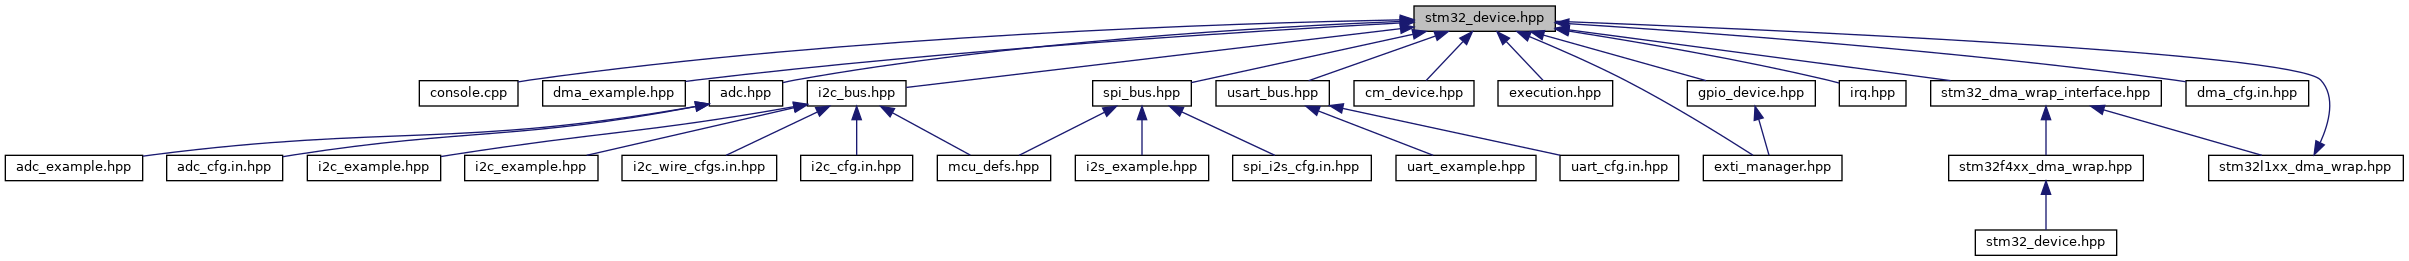 stm32_device.hpp
console.cpp
dma_example.hpp
adc.hpp
i2c_bus.hpp
spi_bus.hpp
usart_bus.hpp
cm_device.hpp
execution.hpp
gpio_device.hpp
irq.hpp
stm32_dma_wrap_interface.hpp
dma_cfg.in.hpp
adc_example.hpp
adc_cfg.in.hpp
i2c_example.hpp
i2c_example.hpp
i2c_wire_cfgs.in.hpp
i2c_cfg.in.hpp
mcu_defs.hpp
i2s_example.hpp
spi_i2s_cfg.in.hpp
uart_example.hpp
uart_cfg.in.hpp
exti_manager.hpp
stm32f4xx_dma_wrap.hpp
stm32l1xx_dma_wrap.hpp
stm32_device.hpp